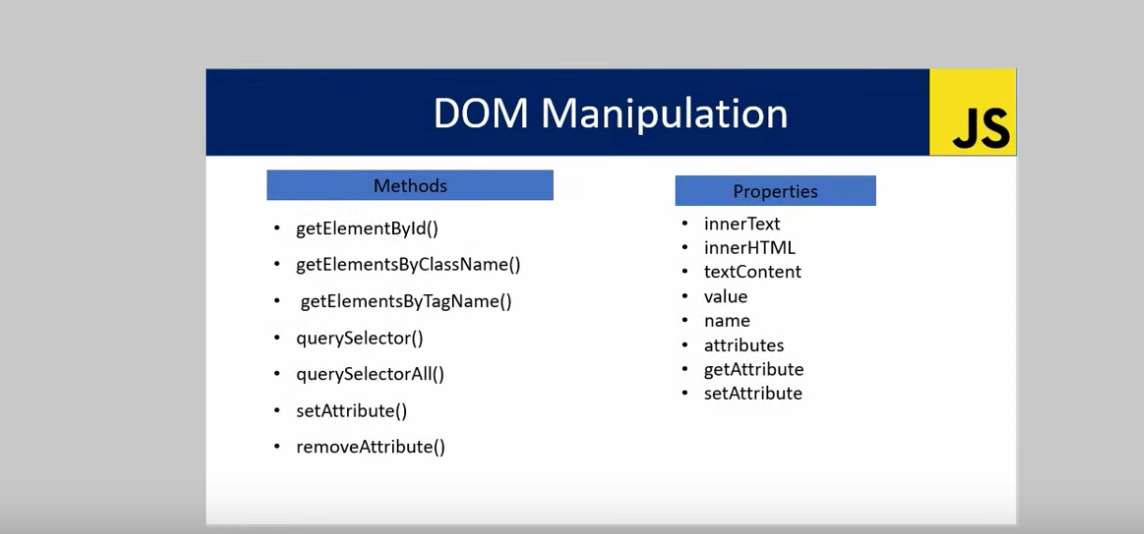 DOM Manipulation
JS
Methods
• getElementById()
• getElementsByClassName()
• getElementsByTagName()
• querySelector()
• querySelectorAll()
• setAttribute()
• removeAttribute()
Properties
• innerText
• innerHTML
• textContent
• value
• name
• attributes
• getAttribute
• setAttribute